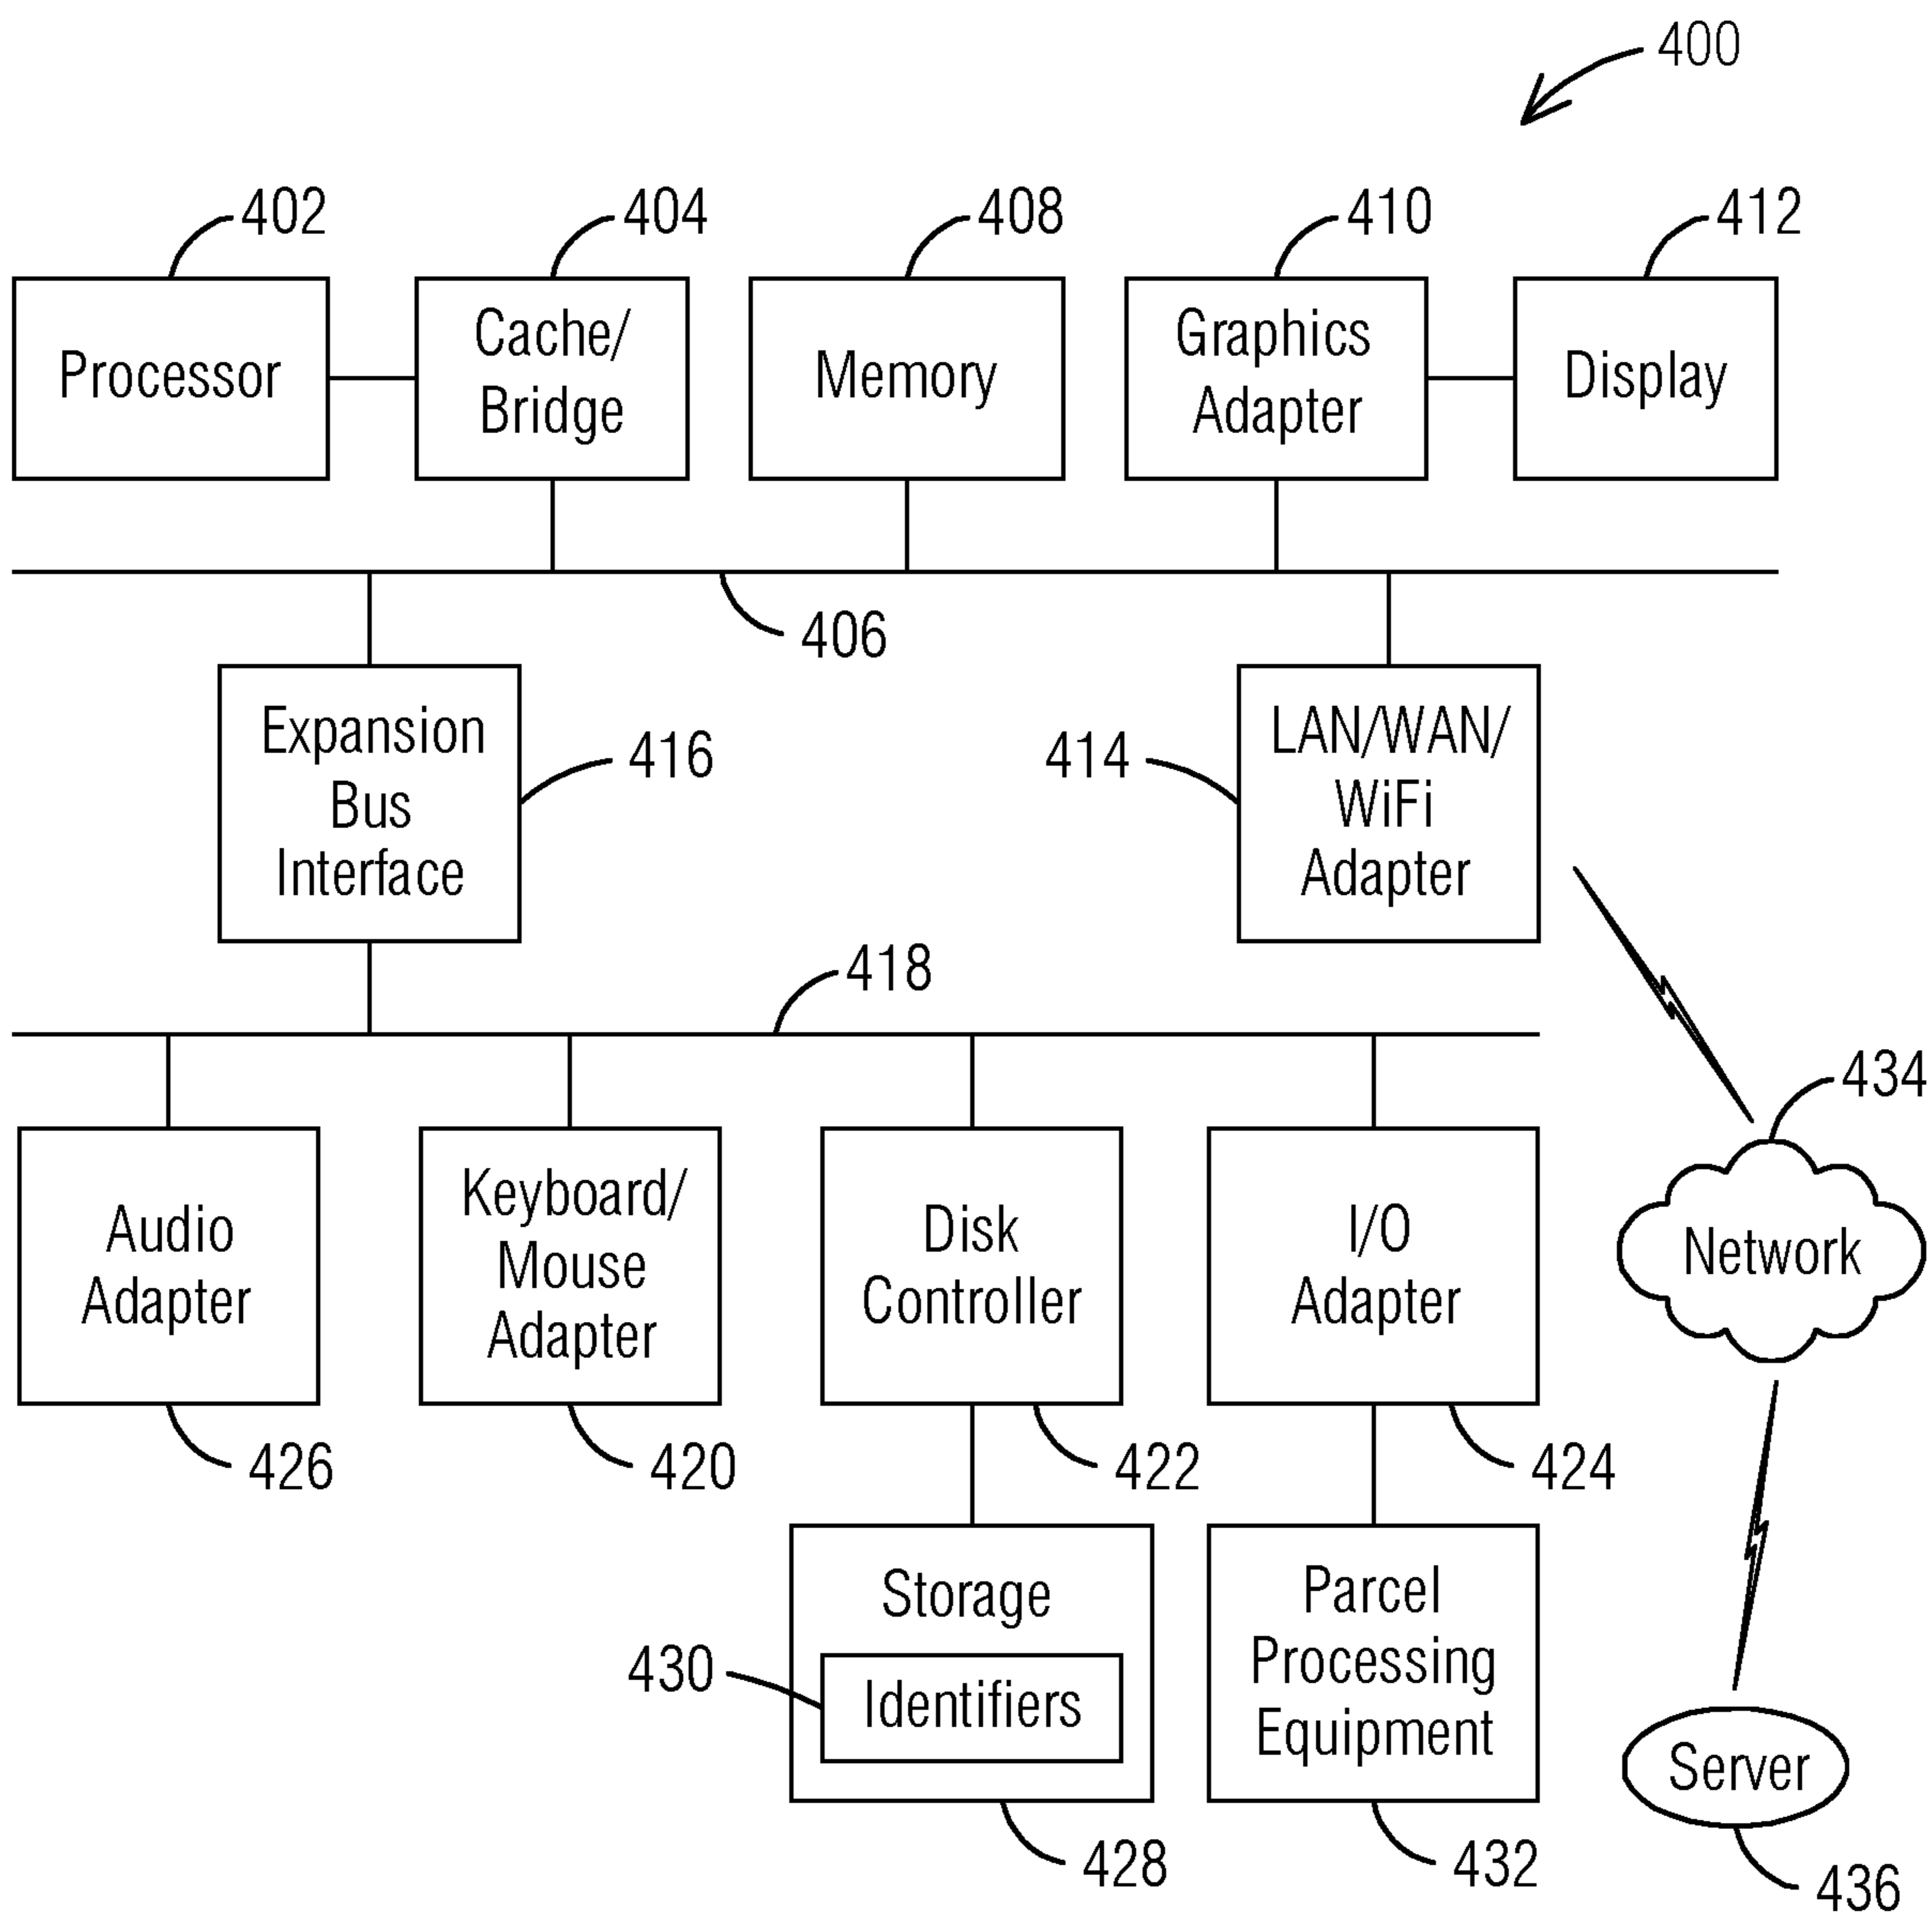 400
402
404
408
410
412
Processor
Cache/
Bridge
Memory
Graphics
Adapter
Display
406
Expansion
Bus
Interface
416
414
LAN/WAN/
WiFi
Adapter
418
434
Audio
Adapter
Keyboard/
Mouse
Adapter
Disk
Controller
I/O
Adapter
Network
426
420
422
424
Storage
430
Identifiers
Parcel
Processing
Equipment
Server
428
432
436